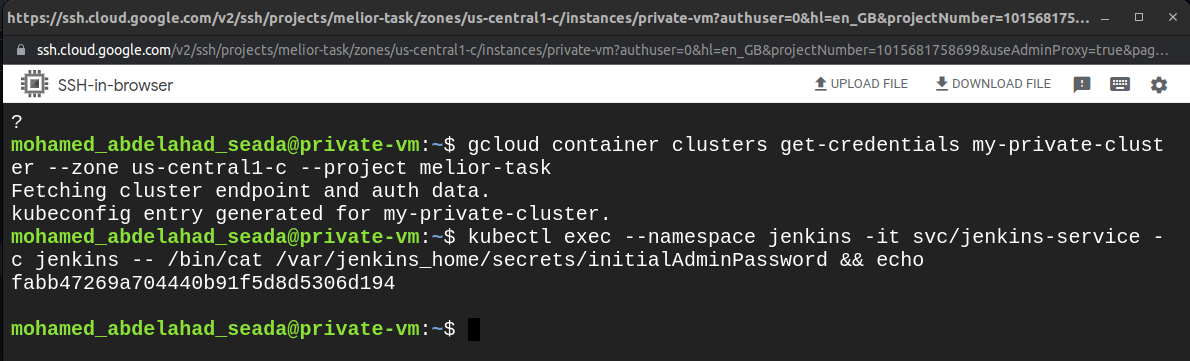 https://ssh.cloud.google.com/v2/ssh/projects/melior-task/zones/us-central1-c/instances/private-vm?authuser=0&hl=en_GB&projectNumber=101568175...
ssh.cloud.google.com/v2/ssh/projects/melior-task/zones/us-central1-c/instances/private-vm?authuser=0&hl=en_GB&projectNumber=1015681758699&useAdminProxy=true&pag...
SSH-in-browser UPLOAD FILE DOWNLOAD FILE
?
mohamed_abdelahad_seada@private-vm:~$ gcloud container clusters get-credentials my-private-clust
er --zone us-central1-c --project melior-task
Fetching cluster endpoint and auth data.
kubeconfig entry generated for my-private-cluster.
mohamed_abdelahad_seada@private-vm:~$ kubectl exec --namespace jenkins -it svc/jenkins-service -
c jenkins -- /bin/cat /var/jenkins_home/secrets/initialAdminPassword && echo
fabb47269a704440b91f5d8d5306d194
mohamed_abdelahad_seada@private-vm:~$